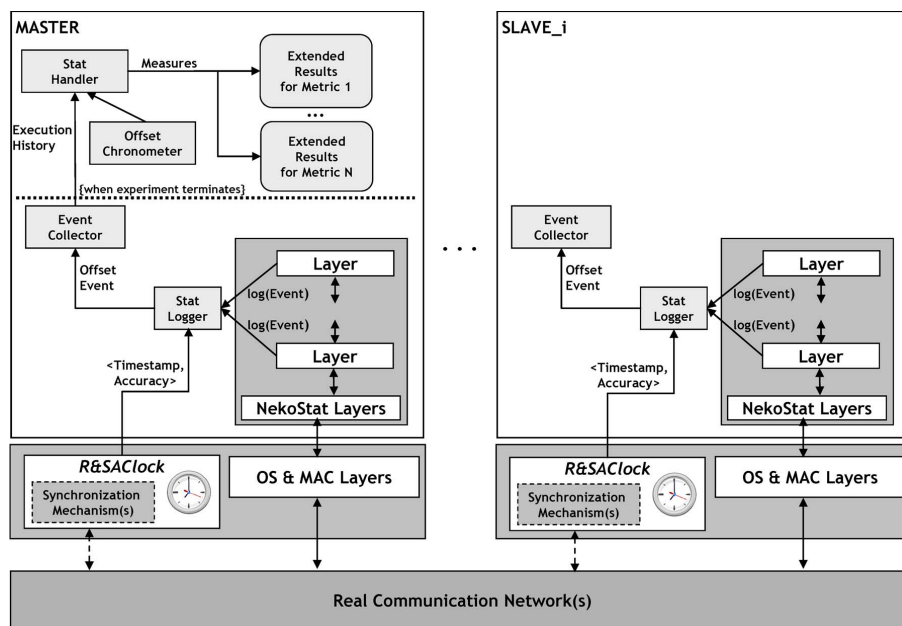 MASTER
Stat
Handler
Measures
Extended
Results
for Metric 1
...
Execution
History
Offset
Chronometer
Extended
Results
for Metric N
{when experiment terminates}
Event
Collector
Offset
Event
Stat
Logger
Layer
log(Event)
log(Event)
Layer
<Timestamp,
Accuracy>
NekoStat Layers
R&SAClock
Synchronization
Mechanism(s)
OS & MAC Layers
. . .
SLAVE_i
Event
Collector
Offset
Event
Stat
Logger
Layer
log(Event)
log(Event)
Layer
<Timestamp,
Accuracy>
NekoStat Layers
R&SAClock
Synchronization
Mechanism(s)
OS & MAC Layers
Real Communication Network(s)